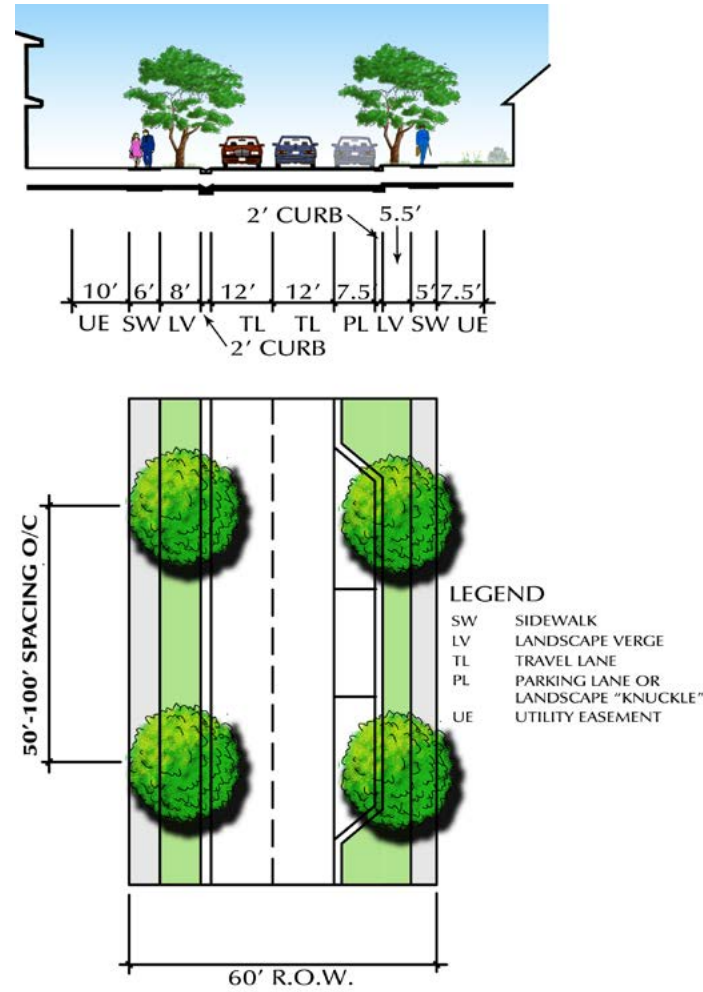 2' CURB 5.5'
10' 6' 8' 12' 12' 7.5' 5' 7.5'
UE SW LV TL TL PL LV SW UE
2' CURB
50'-100' SPACING O/C
LEGEND
SW SIDEWALK
LV LANDSCAPE VERGE
TL TRAVEL LANE
PL PARKING LANE OR
LANDSCAPE "KNUCKLE"
UE UTILITY EASEMENT
60' R.O.W.